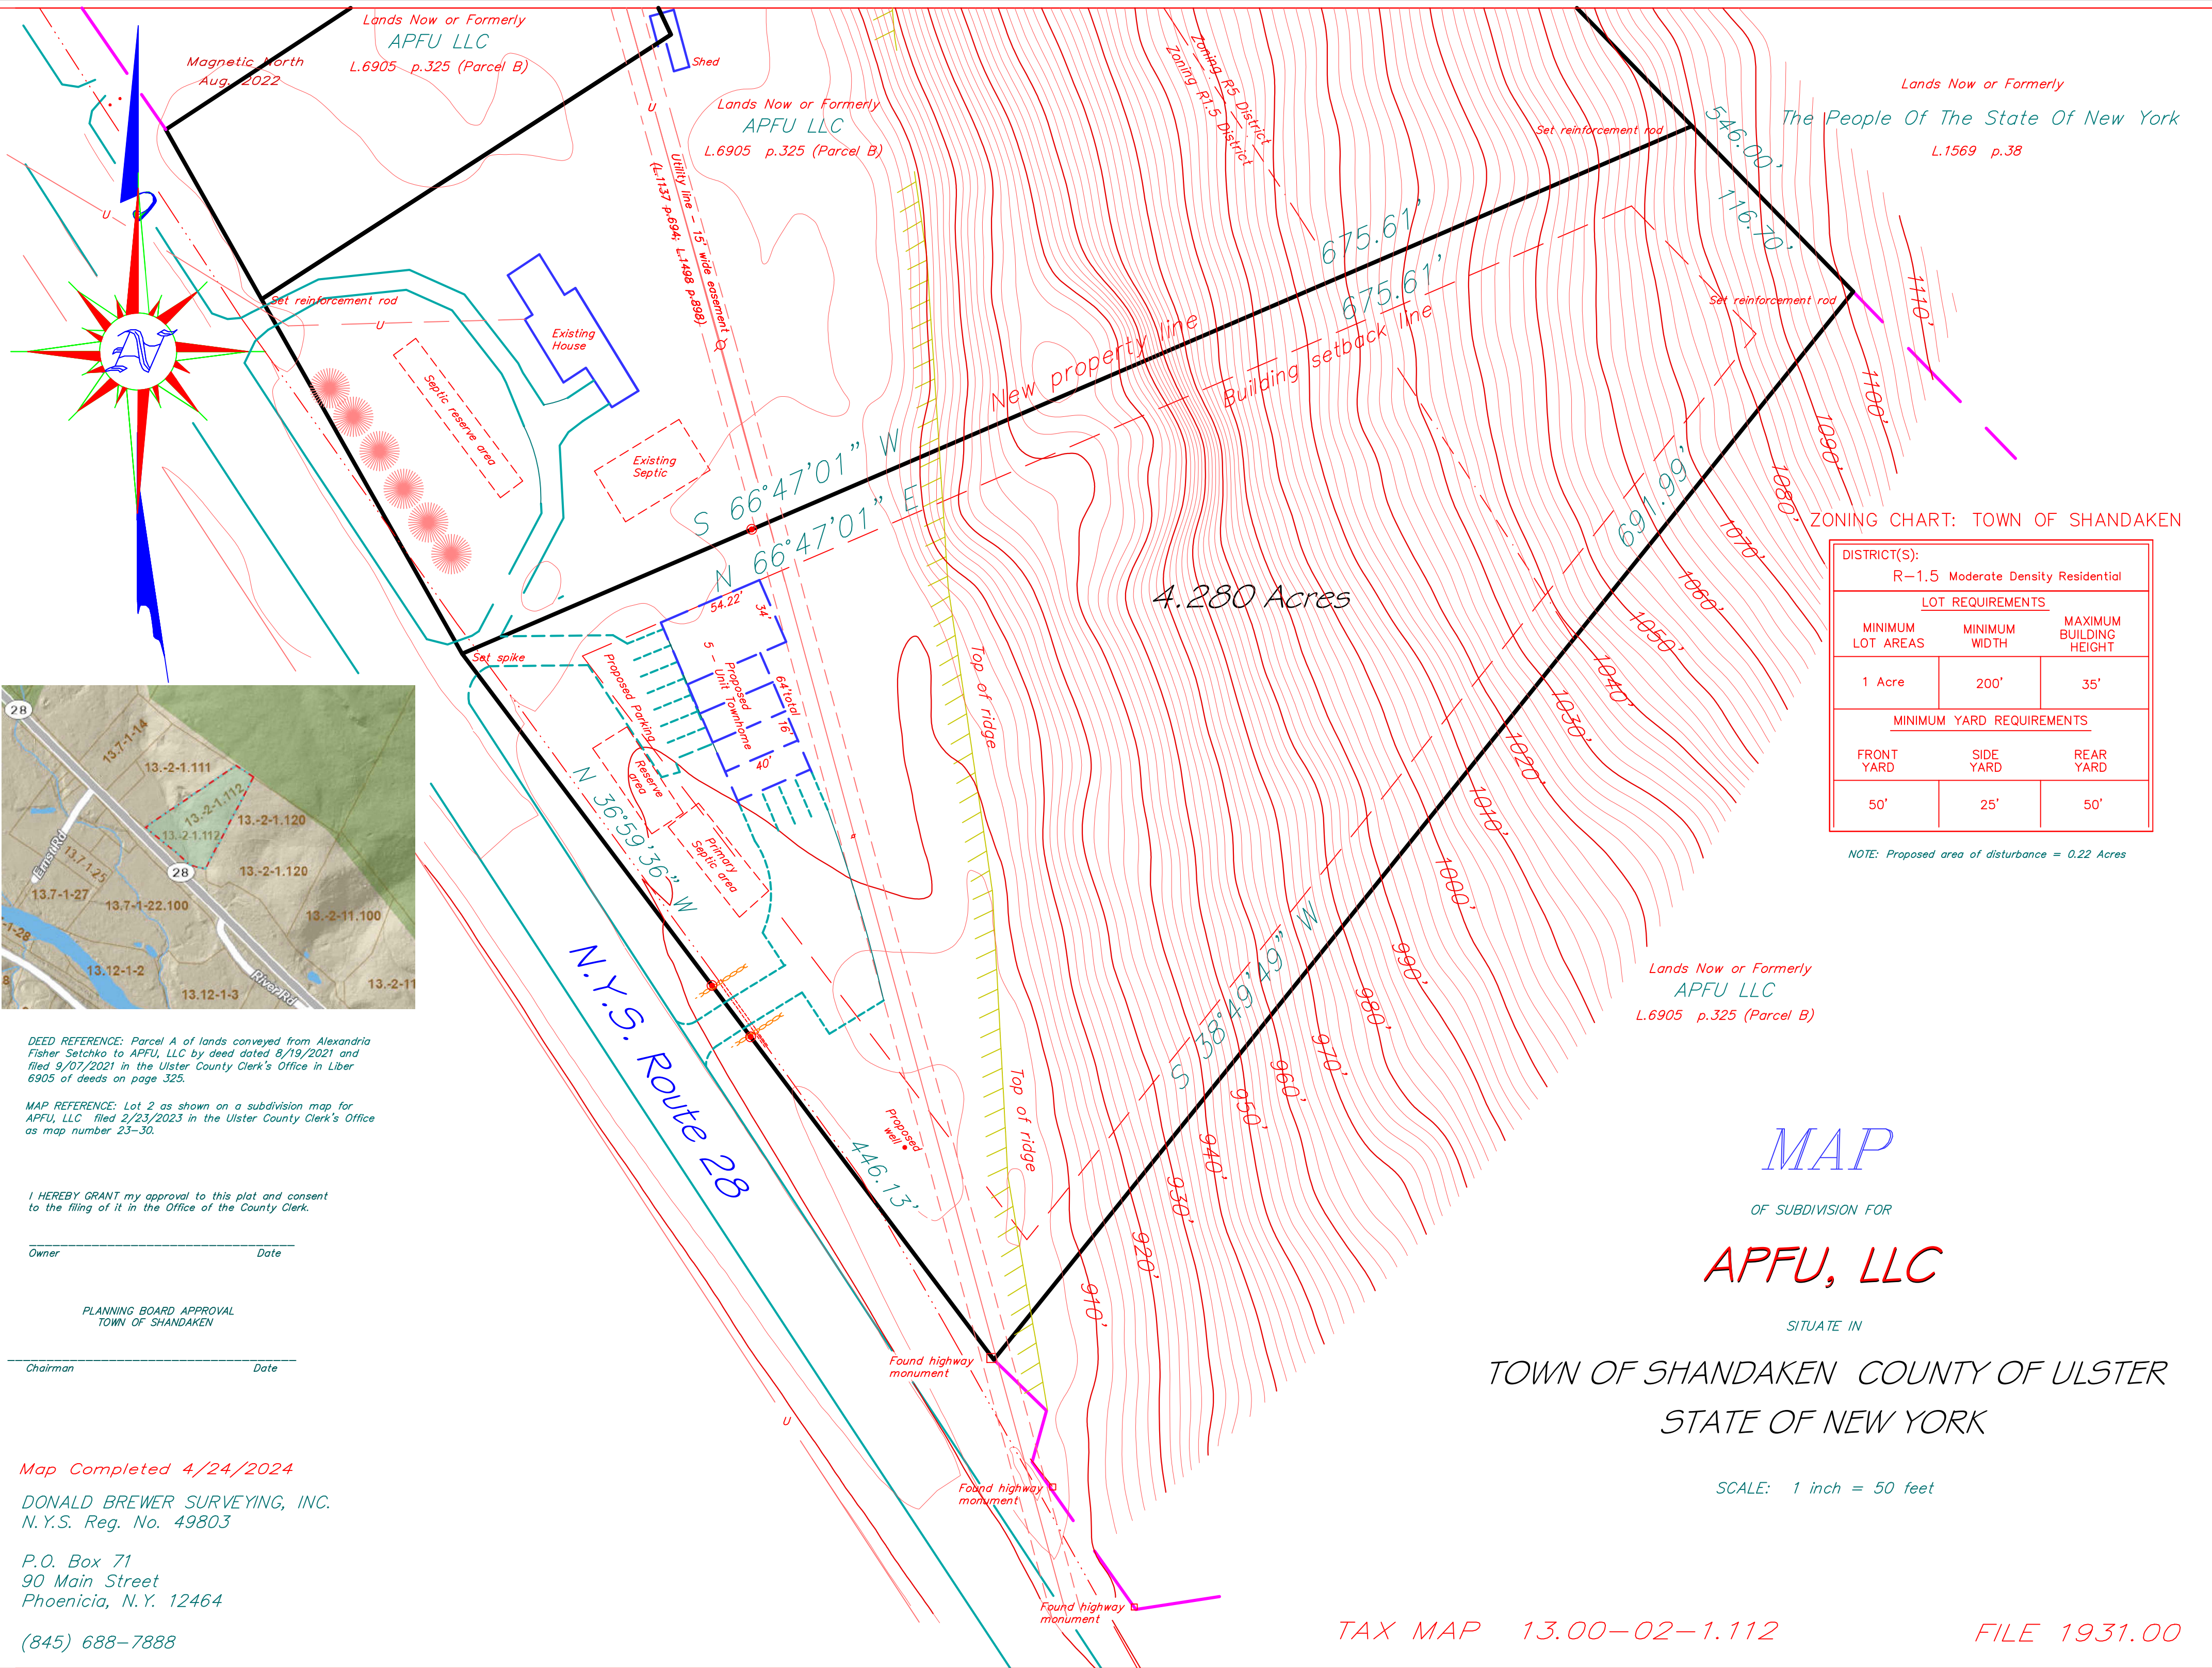 Lands Now or Formerly
APFU LLC
L.6905 p.325 (Parcel B)
Magnetic North
Aug. 2022
Shed
Lands Now or Formerly
APFU LLC
L.6905 p.325 (Parcel B)
Zoning R5 District
Zoning R1.5 District
Lands Now or Formerly
The People Of The State Of New York
L.1569 p.38
Set reinforcement rod
546.00'
116.70'
U
U
Utility line - 15' wide easement
(L.1137 p.694; L.1498 p.898)
675.61'
675.61'
Set reinforcement rod
Set reinforcement rod
U
N
Existing
House
Septic reserve area
Existing
Septic
New property line
Building setback line
S 66°47'01" W
N 66°47'01" E
1110'
1100'
1090'
1080'
1070'
1060'
1050'
1040'
1030'
1020'
1010'
1000'
990'
980'
970'
960'
950'
940'
930'
920'
910'
691.99'
S 38°49'49" W
4.280 Acres
Set spike
54.22'
34'
5 - Unit Townhome
Proposed
64'total
16'
40'
Proposed Parking
Reserve
area
Primary
Septic area
Top of ridge
Top of ridge
N 36°59'36" W
446.13'
N.Y.S. Route 28
Proposed
well
ZONING CHART: TOWN OF SHANDAKEN
DISTRICT(S):
R-1.5 Moderate Density Residential
LOT REQUIREMENTS
MINIMUM LOT AREAS
MINIMUM WIDTH
MAXIMUM BUILDING HEIGHT
1 Acre
200'
35'
MINIMUM YARD REQUIREMENTS
FRONT YARD
SIDE YARD
REAR YARD
50'
25'
50'
NOTE: Proposed area of disturbance = 0.22 Acres
28
13.7-1-14
13.-2-1.111
13.-2-1.112
13.-2-1.112
13.-2-1.120
13.-2-1.120
28
Ernst Rd
13.7-1-25
13.7-1-27
13.7-1-22.100
13.-2-11.100
-1-28
13.12-1-2
8
13.12-1-3
River Rd
13.-2-11
Lands Now or Formerly
APFU LLC
L.6905 p.325 (Parcel B)
DEED REFERENCE: Parcel A of lands conveyed from Alexandria
Fisher Setchko to APFU, LLC by deed dated 8/19/2021 and
filed 9/07/2021 in the Ulster County Clerk's Office in Liber
6905 of deeds on page 325.
MAP REFERENCE: Lot 2 as shown on a subdivision map for
APFU, LLC filed 2/23/2023 in the Ulster County Clerk's Office
as map number 23-30.
I HEREBY GRANT my approval to this plat and consent
to the filing of it in the Office of the County Clerk.
Owner Date
PLANNING BOARD APPROVAL
TOWN OF SHANDAKEN
Chairman Date
Found highway
monument
Found highway
monument
Found highway
monument
U
MAP
OF SUBDIVISION FOR
APFU, LLC
SITUATE IN
TOWN OF SHANDAKEN COUNTY OF ULSTER
STATE OF NEW YORK
SCALE: 1 inch = 50 feet
Map Completed 4/24/2024
DONALD BREWER SURVEYING, INC.
N.Y.S. Reg. No. 49803
P.O. Box 71
90 Main Street
Phoenicia, N.Y. 12464
(845) 688-7888
TAX MAP 13.00-02-1.112
FILE 1931.00